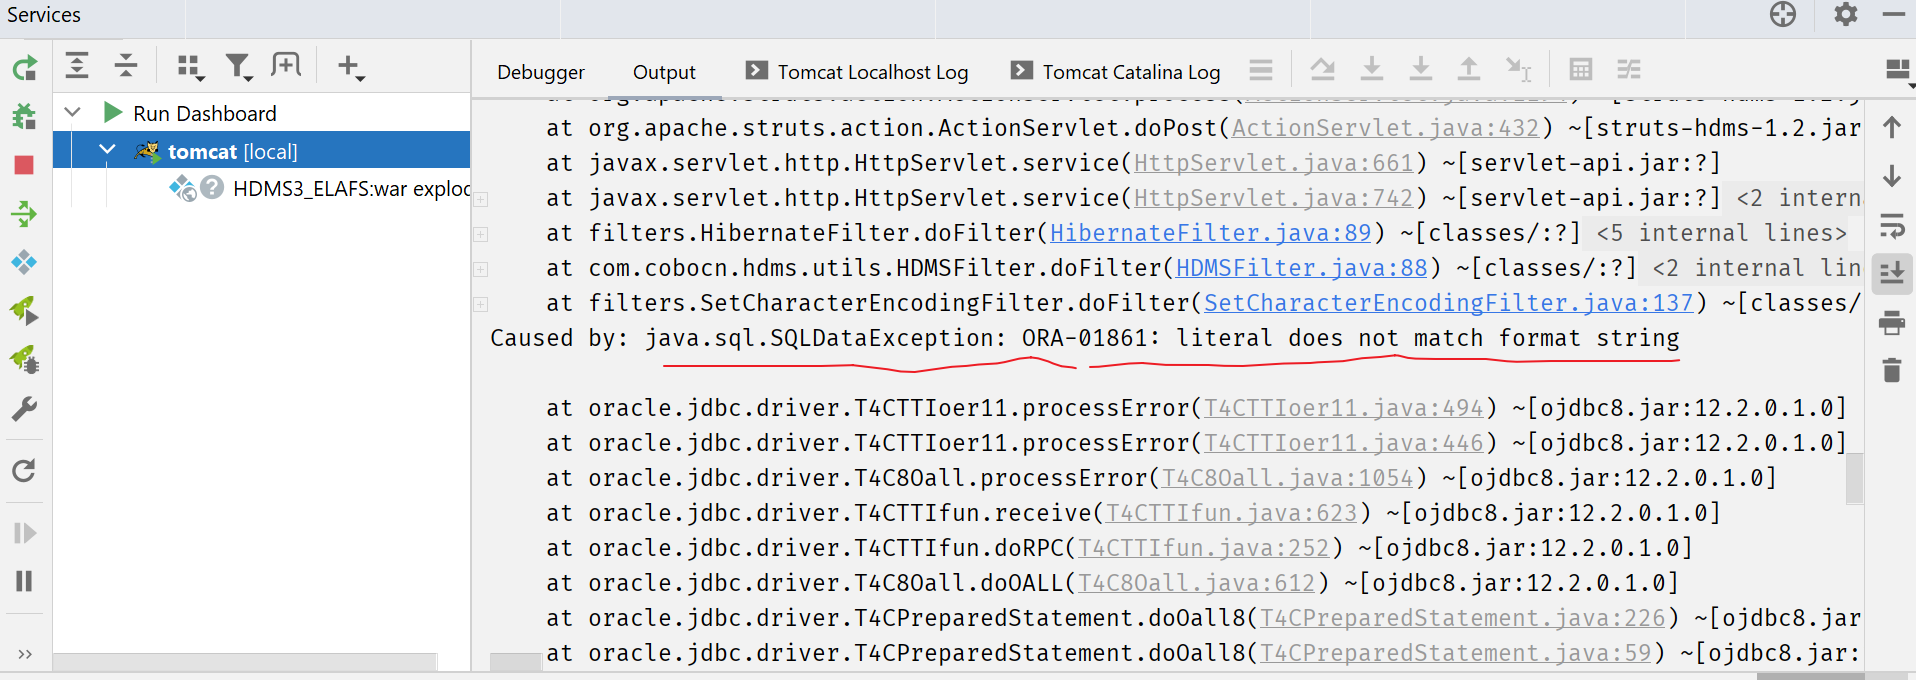 Services
Debugger
Output
Tomcat Localhost Log
Tomcat Catalina Log
Run Dashboard
tomcat [local]
HDMS3_ELAFS:war explod
at org.apache.struts.action.ActionServlet.doPost(ActionServlet.java:432) ~[struts-hdms-1.2.jar
at javax.servlet.http.HttpServlet.service(HttpServlet.java:661) ~[servlet-api.jar:?]
at javax.servlet.http.HttpServlet.service(HttpServlet.java:742) ~[servlet-api.jar:?] <2 intern
at filters.HibernateFilter.doFilter(HibernateFilter.java:89) ~[classes/:?] <5 internal lines>
at com.cobocn.hdms.utils.HDMSFilter.doFilter(HDMSFilter.java:88) ~[classes/:?] <2 internal lin
at filters.SetCharacterEncodingFilter.doFilter(SetCharacterEncodingFilter.java:137) ~[classes/
Caused by: java.sql.SQLDataException: ORA-01861: literal does not match format string
at oracle.jdbc.driver.T4CTTIoer11.processError(T4CTTIoer11.java:494) ~[ojdbc8.jar:12.2.0.1.0]
at oracle.jdbc.driver.T4CTTIoer11.processError(T4CTTIoer11.java:446) ~[ojdbc8.jar:12.2.0.1.0]
at oracle.jdbc.driver.T4C8Oall.processError(T4C8Oall.java:1054) ~[ojdbc8.jar:12.2.0.1.0]
at oracle.jdbc.driver.T4CTTIfun.receive(T4CTTIfun.java:623) ~[ojdbc8.jar:12.2.0.1.0]
at oracle.jdbc.driver.T4CTTIfun.doRPC(T4CTTIfun.java:252) ~[ojdbc8.jar:12.2.0.1.0]
at oracle.jdbc.driver.T4C8Oall.doOALL(T4C8Oall.java:612) ~[ojdbc8.jar:12.2.0.1.0]
at oracle.jdbc.driver.T4CPreparedStatement.doOall8(T4CPreparedStatement.java:226) ~[ojdbc8.jar
at oracle.jdbc.driver.T4CPreparedStatement.doOall8(T4CPreparedStatement.java:59) ~[ojdbc8.jar: